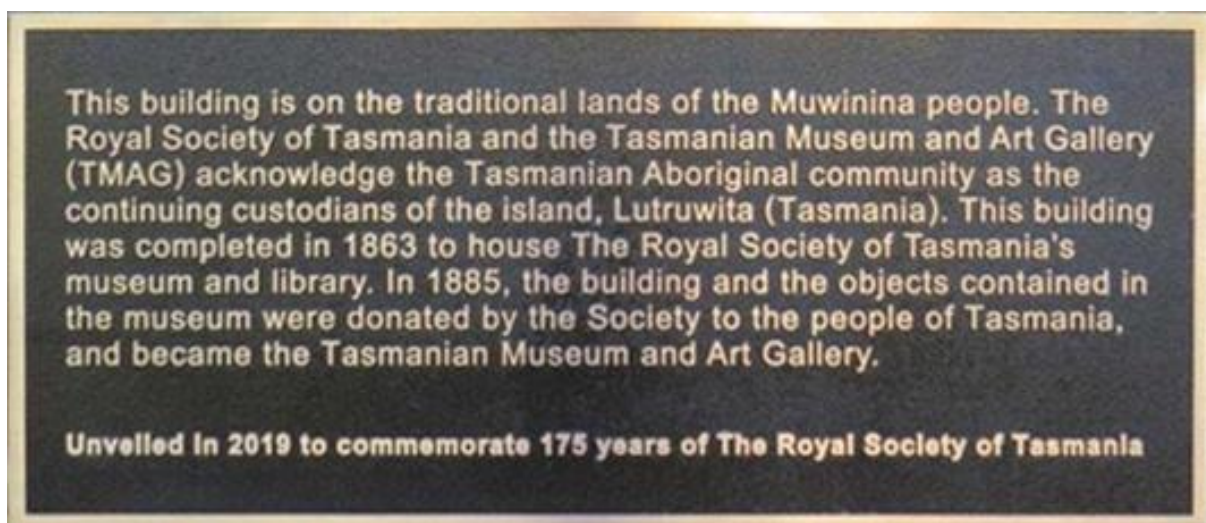 This building is on the traditional lands of the Muwinina people. The
Royal Society of Tasmania and the Tasmanian Museum and Art Gallery
(TMAG) acknowledge the Tasmanian Aboriginal community as the
continuing custodians of the island, Lutruwita (Tasmania). This building
was completed in 1863 to house The Royal Society of Tasmania's
museum and library. In 1885, the building and the objects contained in
the museum were donated by the Society to the people of Tasmania,
and became the Tasmanian Museum and Art Gallery.
Unveiled in 2019 to commemorate 175 years of The Royal Society of Tasmania